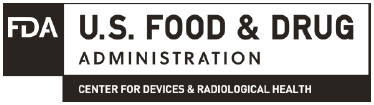 FDA U.S. FOOD & DRUG
ADMINISTRATION
CENTER FOR DEVICES & RADIOLOGICAL HEALTH